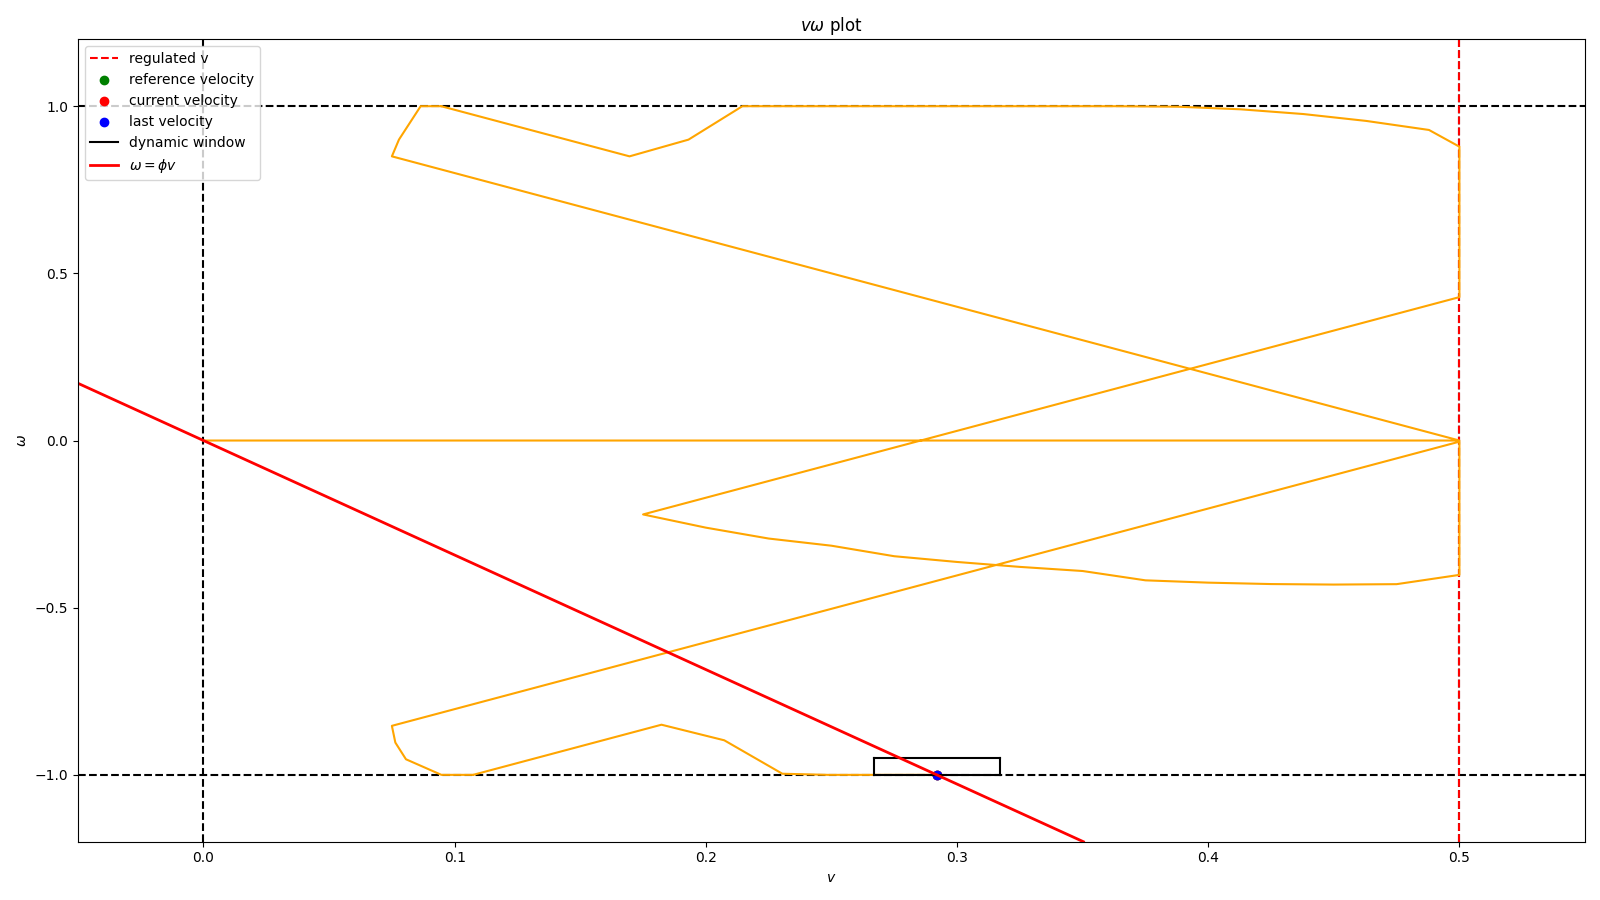 vω plot
regulated v
reference velocity
current velocity
last velocity
dynamic window
ω = ϕv
1.0
0.5
0.0
−0.5
−1.0
ω
0.0 0.1 0.2 0.3 0.4 0.5
v